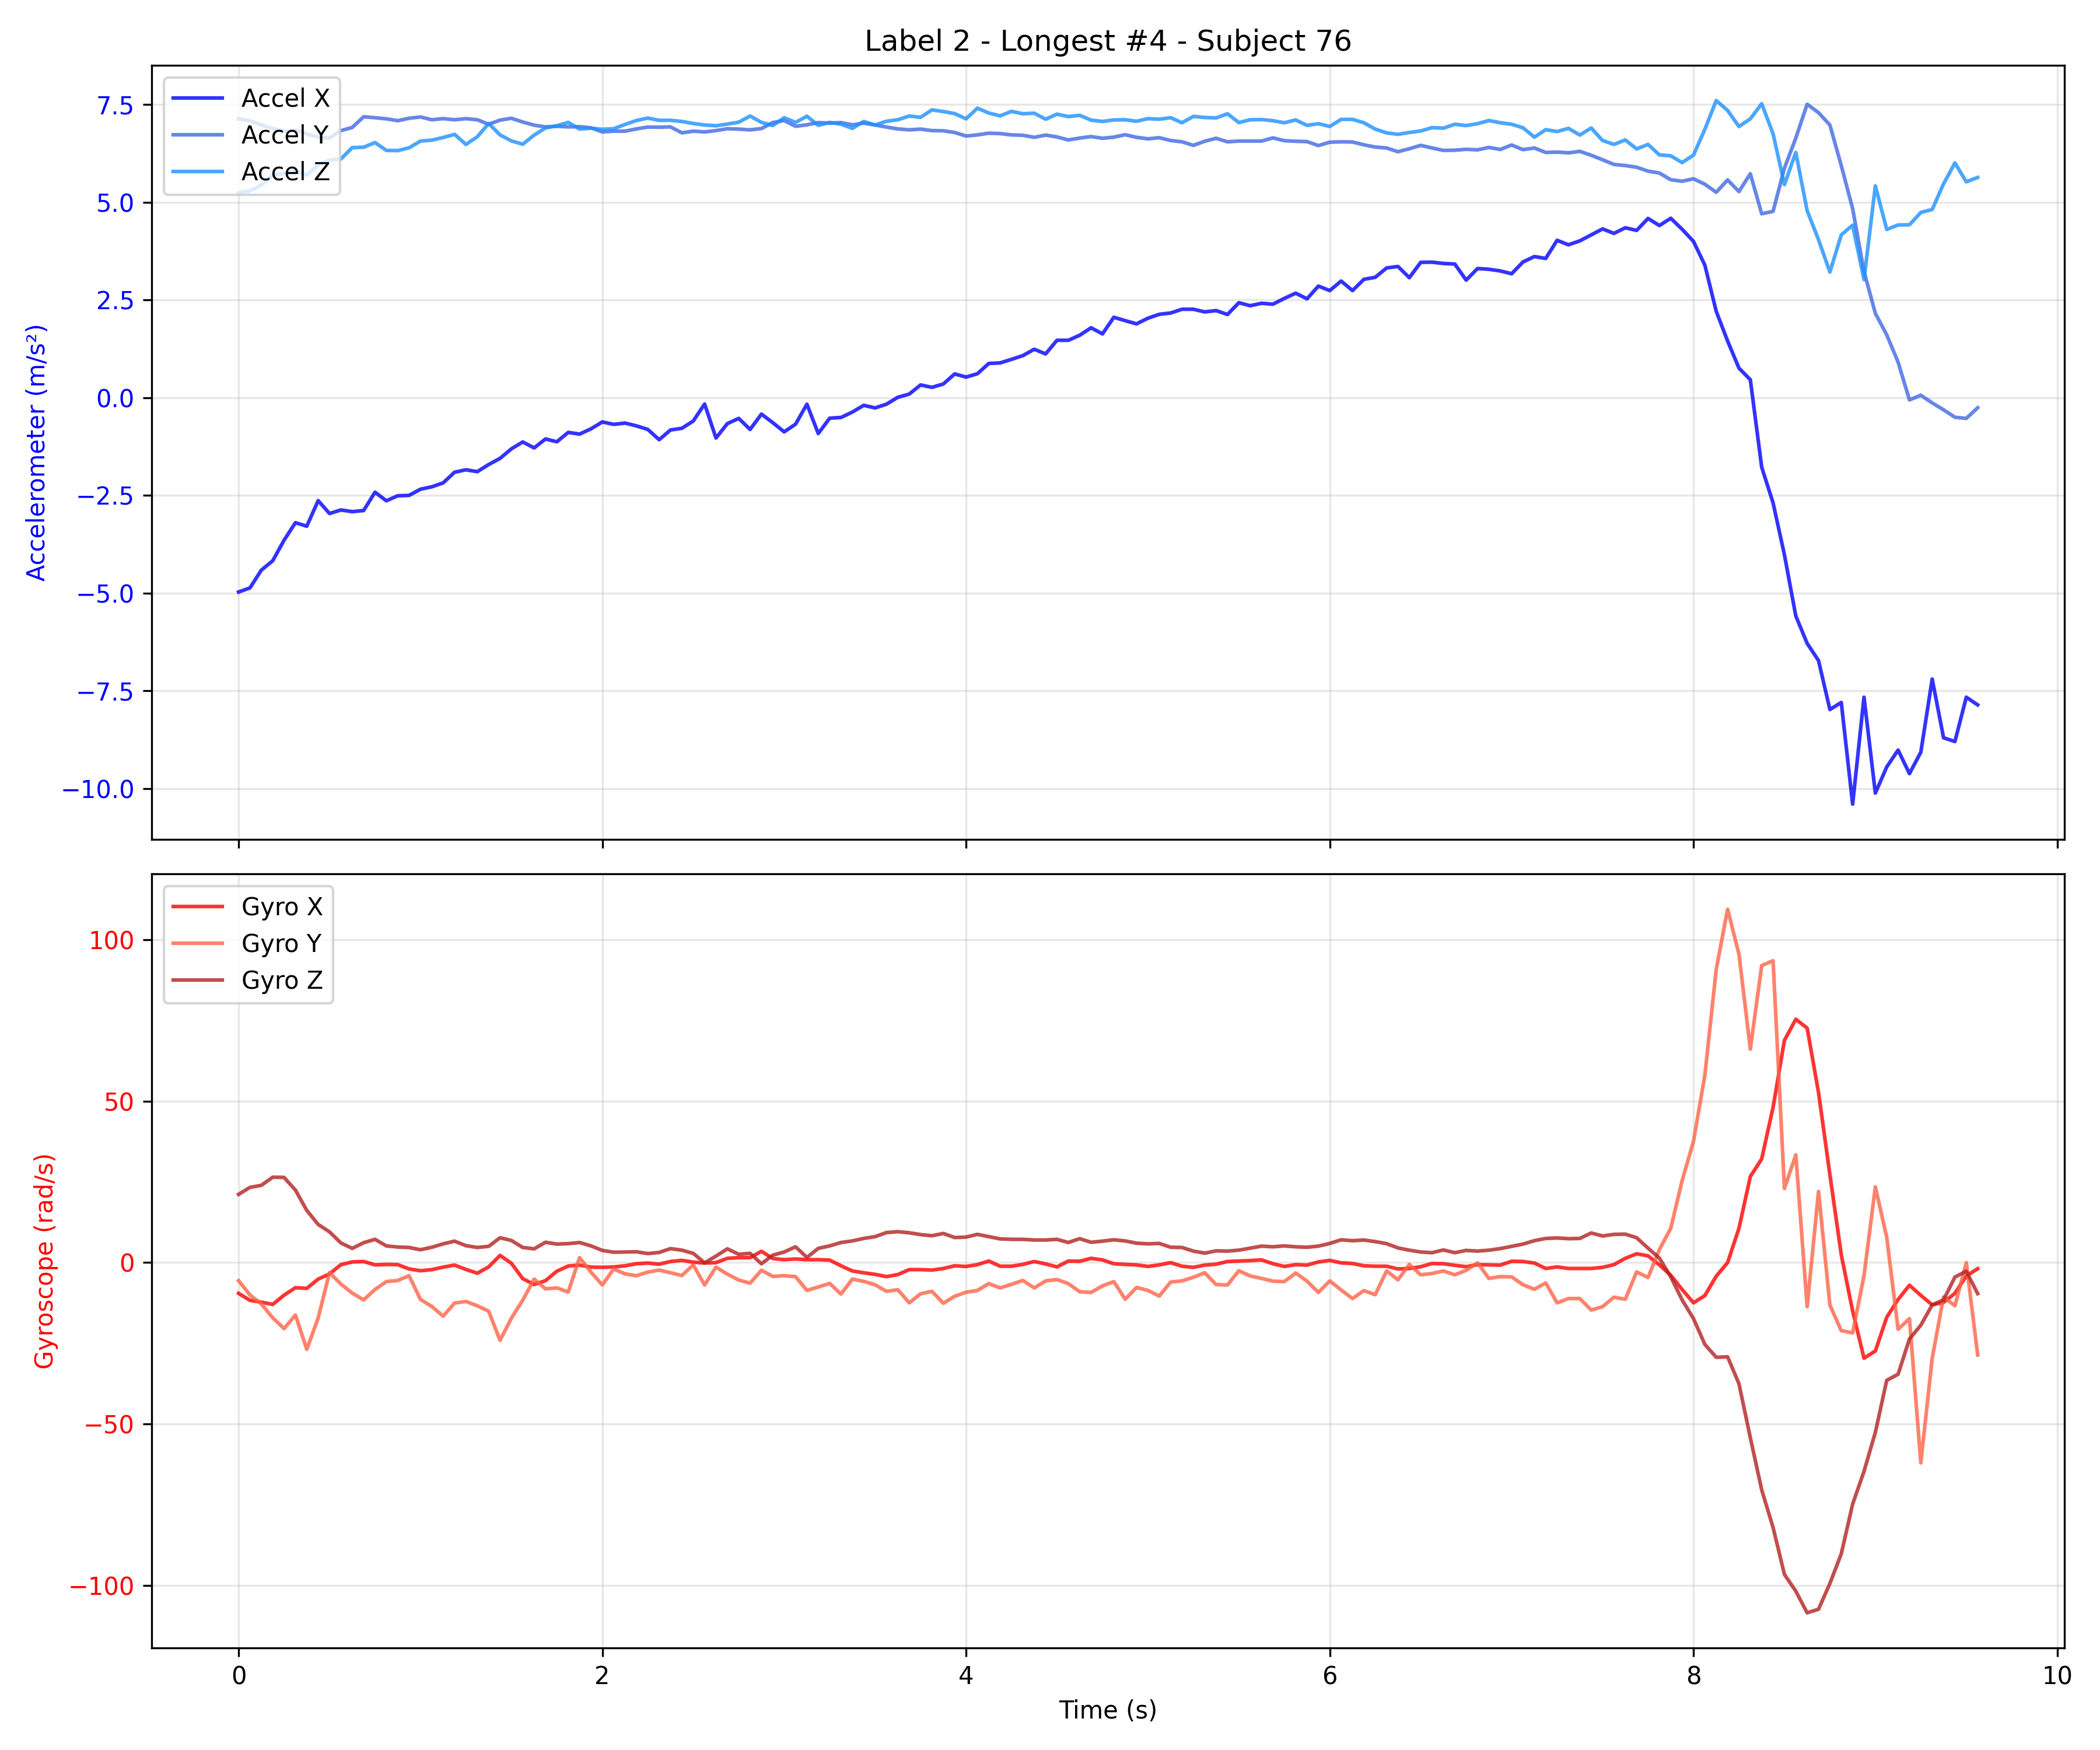 Label 2 - Longest #4 - Subject 76
Accel X
Accel Y
Accel Z
7.5
5.0
2.5
0.0
−2.5
−5.0
−7.5
−10.0
Accelerometer (m/s²)
Gyro X
Gyro Y
Gyro Z
100
50
0
−50
−100
Gyroscope (rad/s)
0 2 4 6 8 10
Time (s)